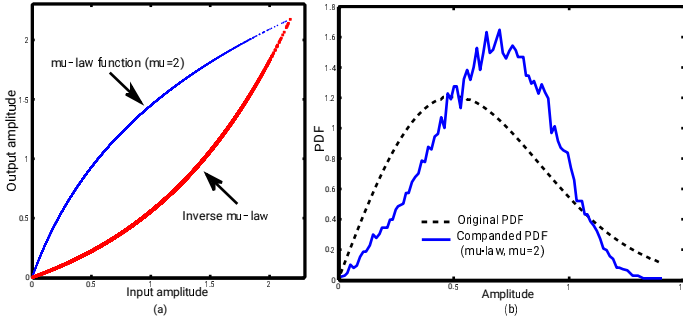 (a)
(b)
2
1.5
1
0.5
0
Output amplitude
mu-law function (mu=2)
Inverse mu-law
0 0.5 1 1.5 2
Input amplitude
(a)
1.8
1.6
1.4
1.2
1
0.8
0.6
0.4
0.2
0
PDF
Original PDF
Companded PDF
(mu-law, mu=2)
0 0.5 1 1
Amplitude
(b)